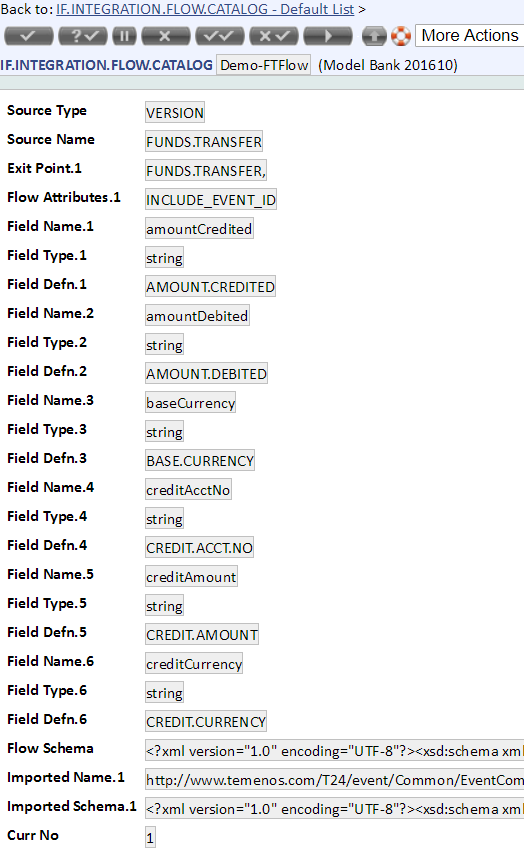 Back to: IF.INTEGRATION.FLOW.CATALOG - Default List >
More Actions
IF.INTEGRATION.FLOW.CATALOG Demo-FTFlow (Model Bank 201610)
Source Type VERSION
Source Name FUNDS.TRANSFER
Exit Point.1 FUNDS.TRANSFER,
Flow Attributes.1 INCLUDE_EVENT_ID
Field Name.1 amountCredited
Field Type.1 string
Field Defn.1 AMOUNT.CREDITED
Field Name.2 amountDebited
Field Type.2 string
Field Defn.2 AMOUNT.DEBITED
Field Name.3 baseCurrency
Field Type.3 string
Field Defn.3 BASE.CURRENCY
Field Name.4 creditAcctNo
Field Type.4 string
Field Defn.4 CREDIT.ACCT.NO
Field Name.5 creditAmount
Field Type.5 string
Field Defn.5 CREDIT.AMOUNT
Field Name.6 creditCurrency
Field Type.6 string
Field Defn.6 CREDIT.CURRENCY
Flow Schema <?xml version="1.0" encoding="UTF-8"?><xsd:schema xml
Imported Name.1 http://www.temenos.com/T24/event/Common/EventCom
Imported Schema.1 <?xml version="1.0" encoding="UTF-8"?><xsd:schema xml
Curr No 1